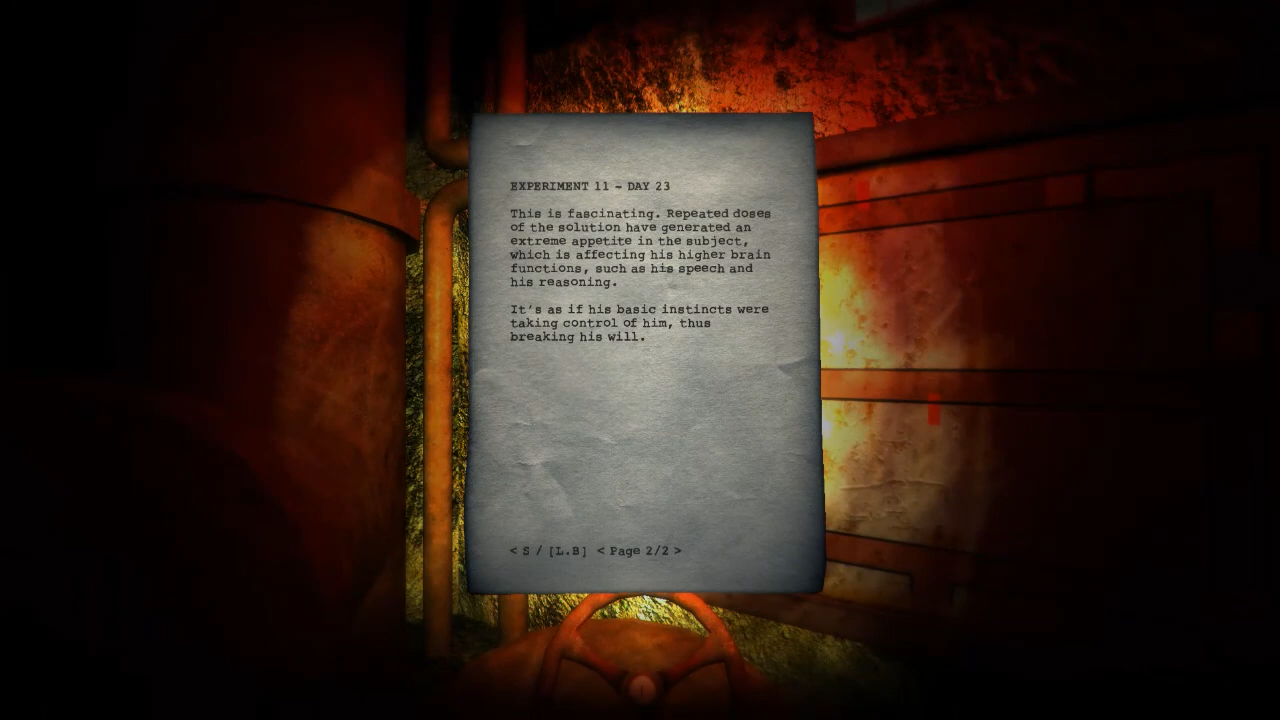 EXPERIMENT 11 - DAY 23
This is fascinating. Repeated doses
of the solution have generated an
extreme appetite in the subject,
which is affecting his higher brain
functions, such as his speech and
his reasoning.
It's as if his basic instincts were
taking control of him, thus
breaking his will.
< S / [L.B] < Page 2/2 >